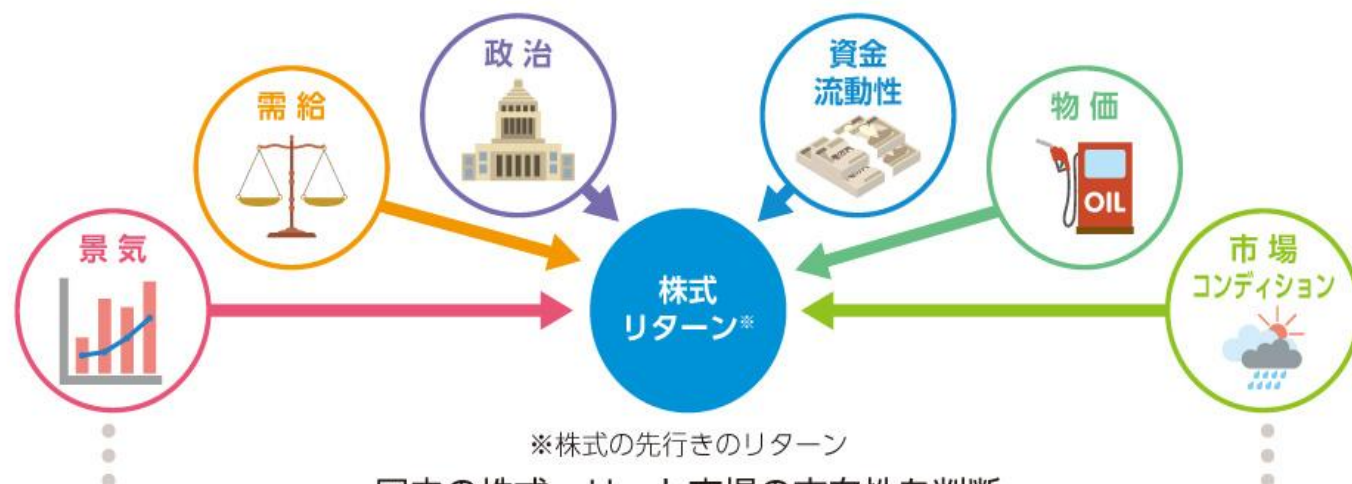 政治
資金
流動性
需給
物価
景気
市場
コンディション
OIL
株式
リターン※
※株式の先行きのリターン